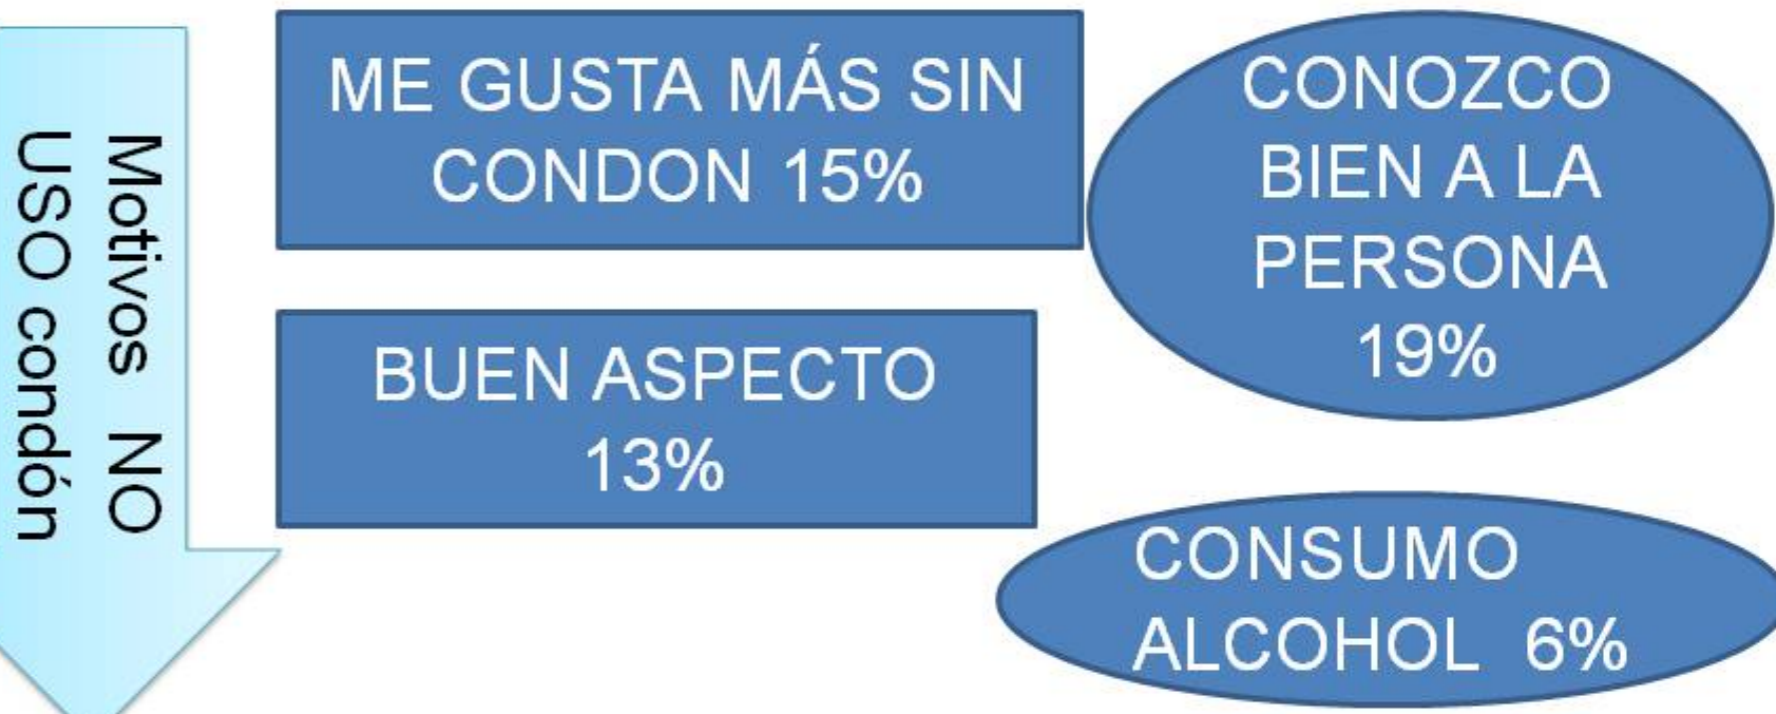 Motivos NO
USO condón
ME GUSTA MÁS SIN
CONDON 15%
CONOZCO
BIEN A LA
PERSONA
19%
BUEN ASPECTO
13%
CONSUMO
ALCOHOL 6%